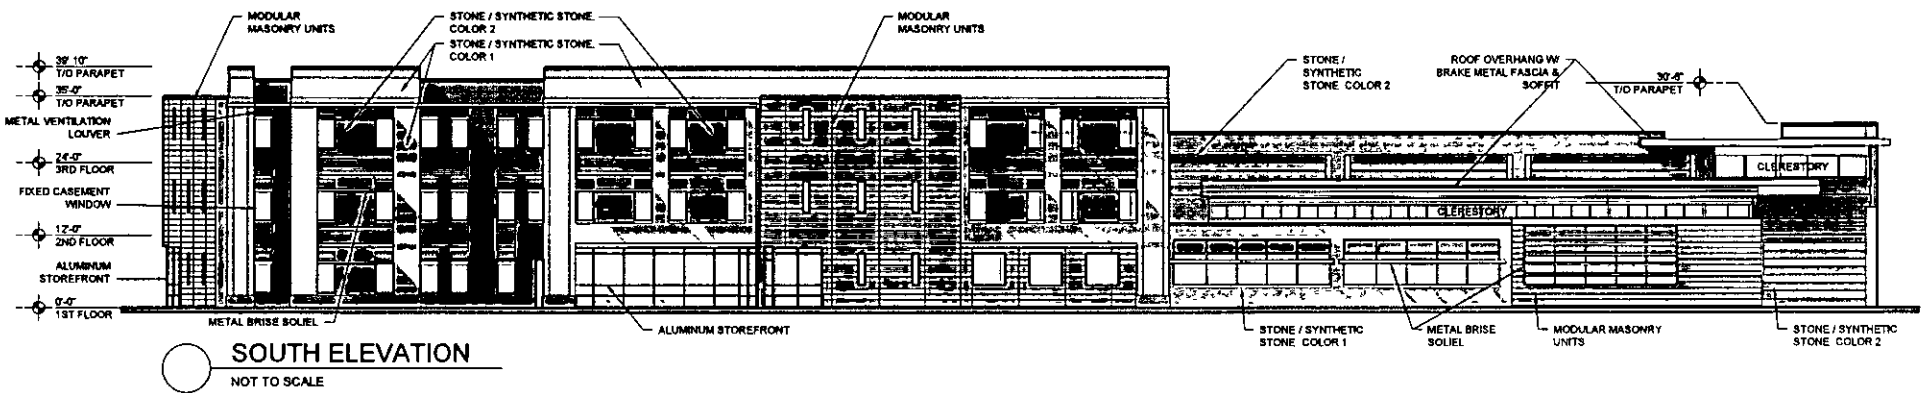 MODULAR
MASONRY UNITS
STONE / SYNTHETIC STONE
COLOR 2
STONE / SYNTHETIC STONE
COLOR 1
MODULAR
MASONRY UNITS
STONE /
SYNTHETIC
STONE COLOR 2
ROOF OVERHANG W/
BRAKE METAL FASCIA &
SOFFIT
30'-6"
T/O PARAPET
39' 10"
T/O PARAPET
35'-0"
T/O PARAPET
METAL VENTILATION
LOUVER
24'-0"
3RD FLOOR
FIXED CASEMENT
WINDOW
12'-0"
2ND FLOOR
ALUMINUM
STOREFRONT
0'-0"
1ST FLOOR
CLERESTORY
CLERESTORY
METAL BRISE SOLIEL
ALUMINUM STOREFRONT
STONE / SYNTHETIC
STONE COLOR 1
METAL BRISE
SOLIEL
MODULAR MASONRY
UNITS
STONE / SYNTHETIC
STONE COLOR 2
SOUTH ELEVATION
NOT TO SCALE